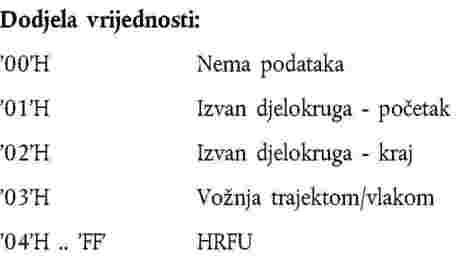 Dodjela vrijednosti:
'00'H Nema podataka
'01'H Izvan djelokruga - početak
'02'H Izvan djelokruga - kraj
'03'H Vožnja trajektom/vlakom
'04'H .. 'FF' HRFU